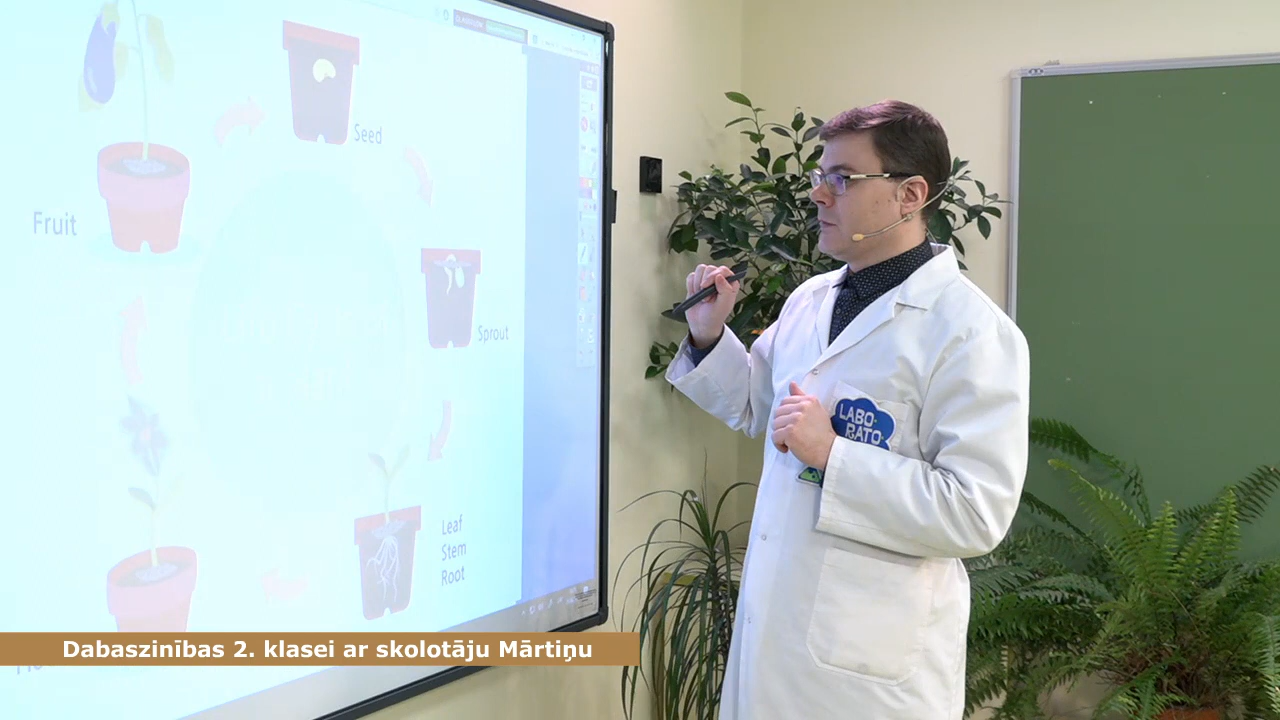 Seed
Fruit
Sprout
Leaf
Stem
Root
LABO-
RATO-
Dabaszinības 2. klasei ar skolotāju Mārtiņu